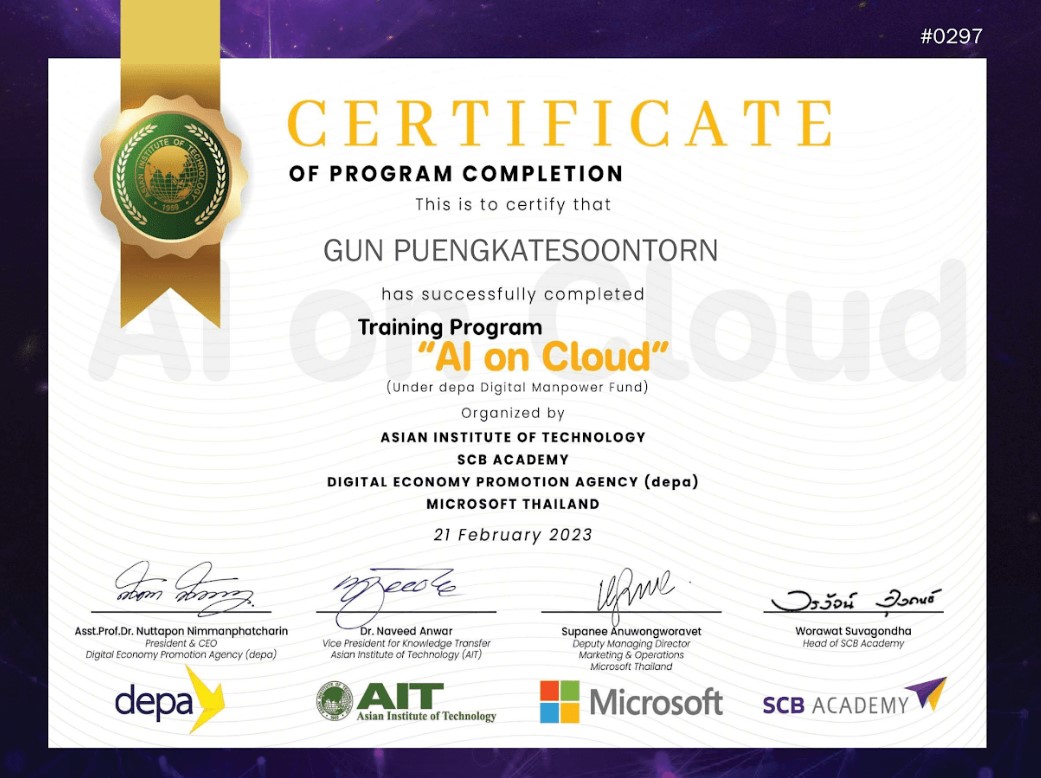 #0297
CERTIFICATE
OF PROGRAM COMPLETION
This is to certify that
GUN PUENGKATESOONTORN
has successfully completed
AI on Cloud
Training Program
“AI on Cloud”
(Under depa Digital Manpower Fund)
Organized by
ASIAN INSTITUTE OF TECHNOLOGY
SCB ACADEMY
DIGITAL ECONOMY PROMOTION AGENCY (depa)
MICROSOFT THAILAND
21 February 2023
ASIAN INSTITUTE OF TECHNOLOGY
1959
วรวัจน์ สุวคนธ์
Asst.Prof.Dr. Nuttapon Nimmanphatcharin
President & CEO
Digital Economy Promotion Agency (depa)
Dr. Naveed Anwar
Vice President for Knowledge Transfer
Asian Institute of Technology (AIT)
Supanee Anuwongworavet
Deputy Managing Director
Marketing & Operations
Microsoft Thailand
Worawat Suvagondha
Head of SCB Academy
depa
AIT
Asian Institute of Technology
Microsoft
SCB ACADEMY